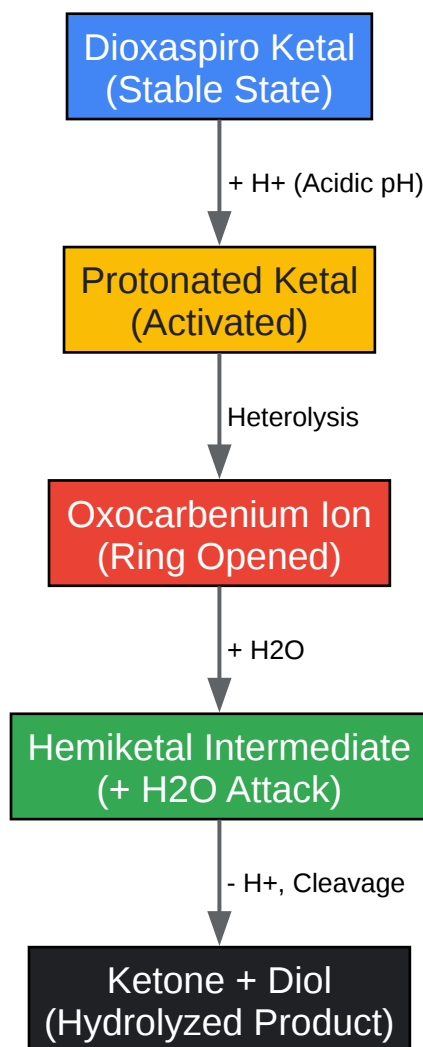 Dioxaspiro Ketal
(Stable State)
+ H+ (Acidic pH)
Protonated Ketal
(Activated)
Heterolysis
Oxocarbenium Ion
(Ring Opened)
+ H2O
Hemiketal Intermediate
(+ H2O Attack)
- H+, Cleavage
Ketone + Diol
(Hydrolyzed Product)